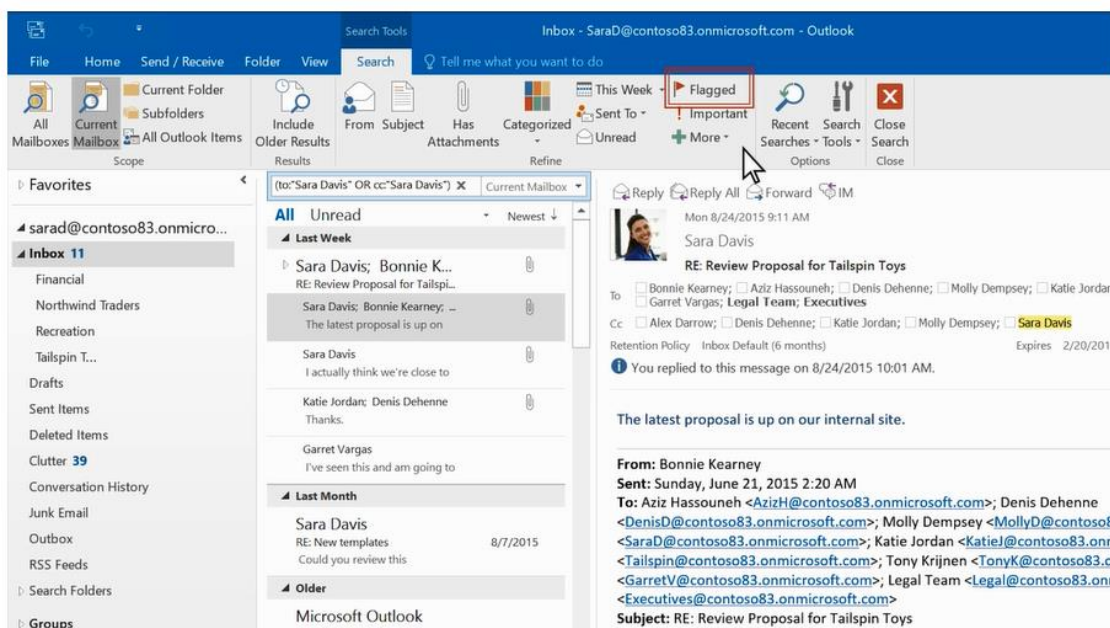 Search Tools
Inbox - SaraD@contoso83.onmicrosoft.com - Outlook
File Home Send / Receive Folder View Search Tell me what you want to do
All Mailboxes
Current Mailbox
Current Folder
Subfolders
All Outlook Items
Scope
Include Older Results
Results
From Subject
Has Attachments
Categorized
This Week
Sent To
Unread
Flagged
Important
More
Refine
Recent Searches
Search Tools
Options
Close Search
Close
Favorites
sarad@contoso83.onmicro...
Inbox 11
Financial
Northwind Traders
Recreation
Tailspin T...
Drafts
Sent Items
Deleted Items
Clutter 39
Conversation History
Junk Email
Outbox
RSS Feeds
Search Folders
Groups
(to:"Sara Davis" OR cc:"Sara Davis") X Current Mailbox
All Unread Newest ↓
Last Week
Sara Davis; Bonnie K...
RE: Review Proposal for Tailspi...
Sara Davis; Bonnie Kearney; ...
The latest proposal is up on
Sara Davis
I actually think we're close to
Katie Jordan; Denis Dehenne
Thanks.
Garret Vargas
I've seen this and am going to
Last Month
Sara Davis
RE: New templates 8/7/2015
Could you review this
Older
Microsoft Outlook
Reply Reply All Forward IM
Mon 8/24/2015 9:11 AM
Sara Davis
RE: Review Proposal for Tailspin Toys
To Bonnie Kearney; Aziz Hassouneh; Denis Dehenne; Molly Dempsey; Katie Jordan
Garret Vargas; Legal Team; Executives
Cc Alex Darrow; Denis Dehenne; Katie Jordan; Molly Dempsey; Sara Davis
Retention Policy Inbox Default (6 months) Expires 2/20/201
You replied to this message on 8/24/2015 10:01 AM.
The latest proposal is up on our internal site.
From: Bonnie Kearney
Sent: Sunday, June 21, 2015 2:20 AM
To: Aziz Hassouneh <AzizH@contoso83.onmicrosoft.com>; Denis Dehenne
<DenisD@contoso83.onmicrosoft.com>; Molly Dempsey <MollyD@contoso8
<SaraD@contoso83.onmicrosoft.com>; Katie Jordan <KatieJ@contoso83.on
<Tailspin@contoso83.onmicrosoft.com>; Tony Krijnen <TonyK@contoso83.c
<GarretV@contoso83.onmicrosoft.com>; Legal Team <Legal@contoso83.on
<Executives@contoso83.onmicrosoft.com>
Subject: RE: Review Proposal for Tailspin Toys